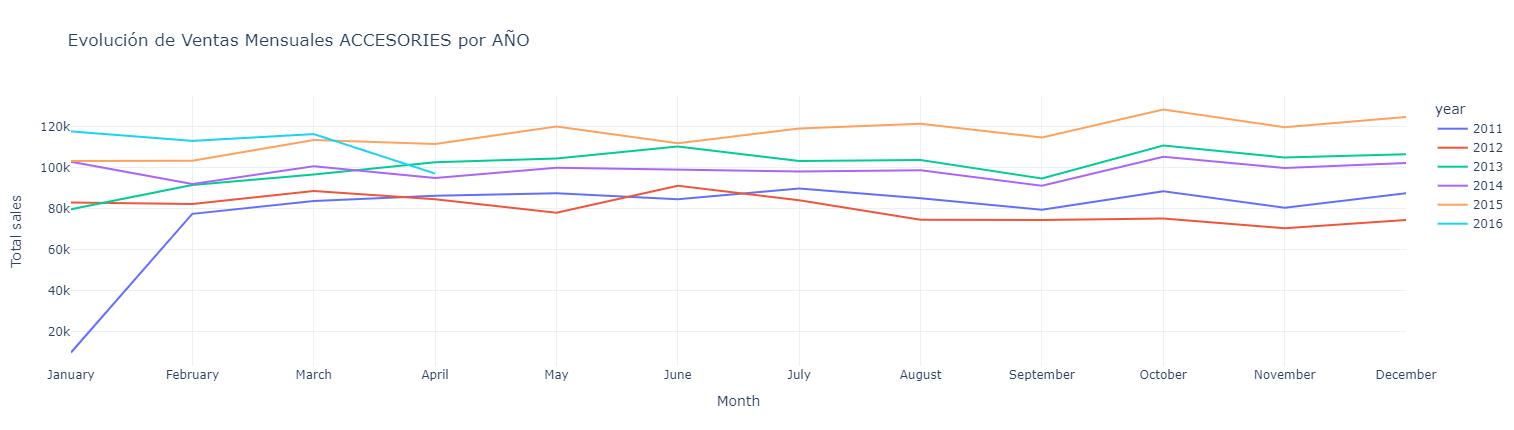 Evolución de Ventas Mensuales ACCESORIES por AÑO
year
2011
2012
2013
2014
2015
2016
Total sales
120k
100k
80k
60k
40k
20k
January February March April May June July August September October November December
Month